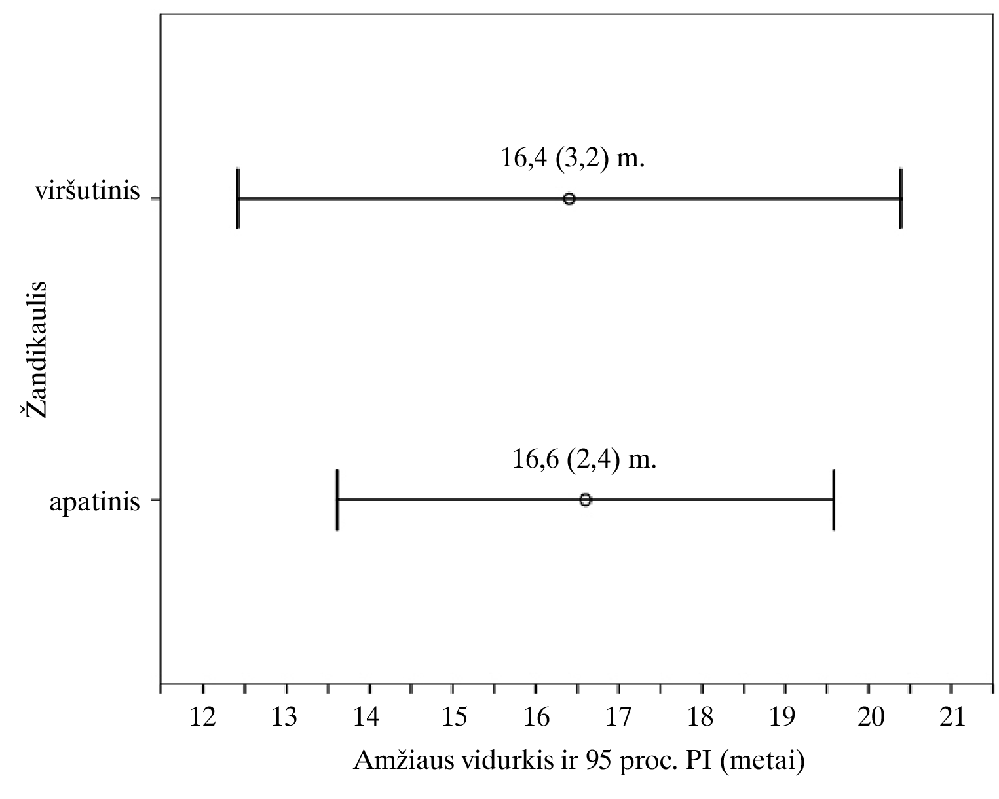 16,4 (3,2) m.
viršutinis
Žandikaulis
16,6 (2,4) m.
apatinis
12 13 14 15 16 17 18 19 20 21
Amžiaus vidurkis ir 95 proc. PI (metai)